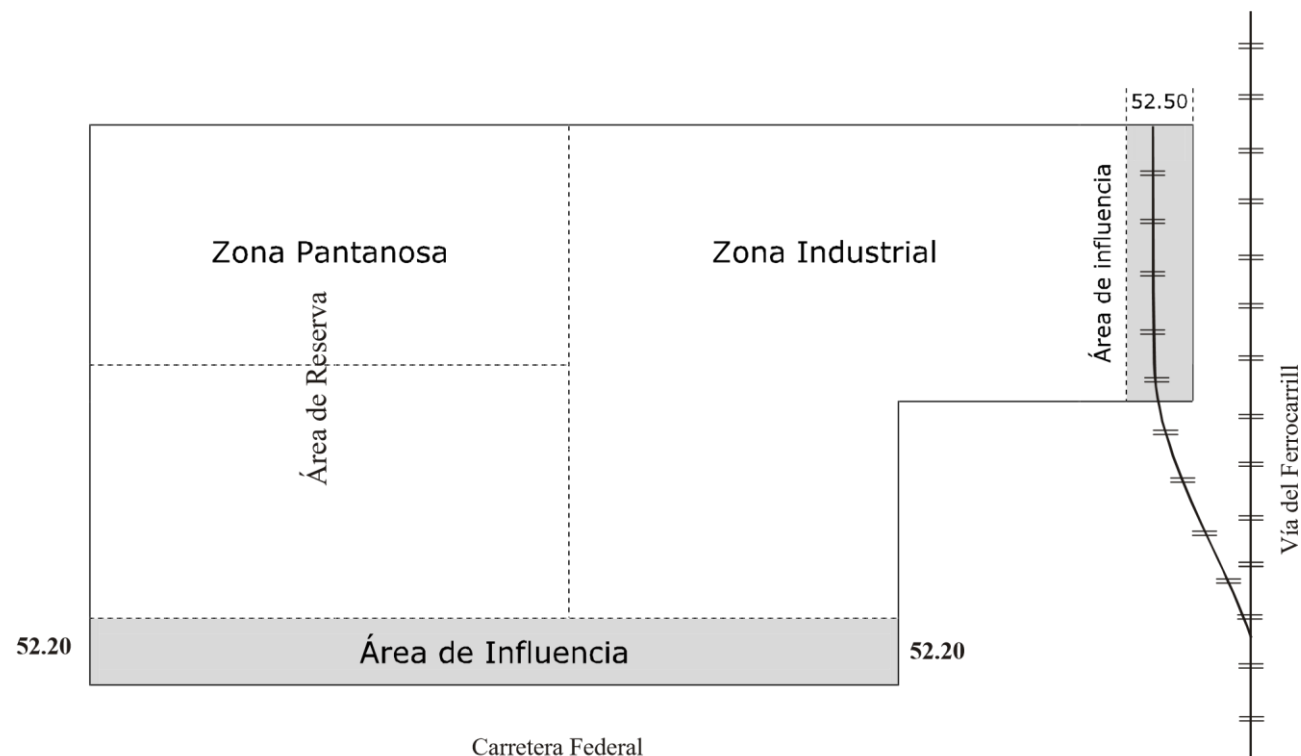 52.50
Zona Pantanosa
Zona Industrial
Área de influencia
Área de Reserva
Vía del Ferrocarrill
52.20
Área de Influencia
52.20
Carretera Federal